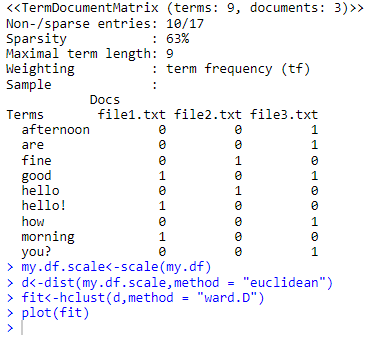 <<TermDocumentMatrix (terms: 9, documents: 3)>>
Non-/sparse entries: 10/17
Sparsity           : 63%
Maximal term length: 9
Weighting          : term frequency (tf)
Sample             :
           Docs
Terms       file1.txt file2.txt file3.txt
  afternoon         0         0         1
  are               0         0         1
  fine              0         1         0
  good              1         0         1
  hello             0         1         0
  hello!            1         0         0
  how               0         0         1
  morning           1         0         0
  you?              0         0         1
> my.df.scale<-scale(my.df)
> d<-dist(my.df.scale,method = "euclidean")
> fit<-hclust(d,method = "ward.D")
> plot(fit)
>